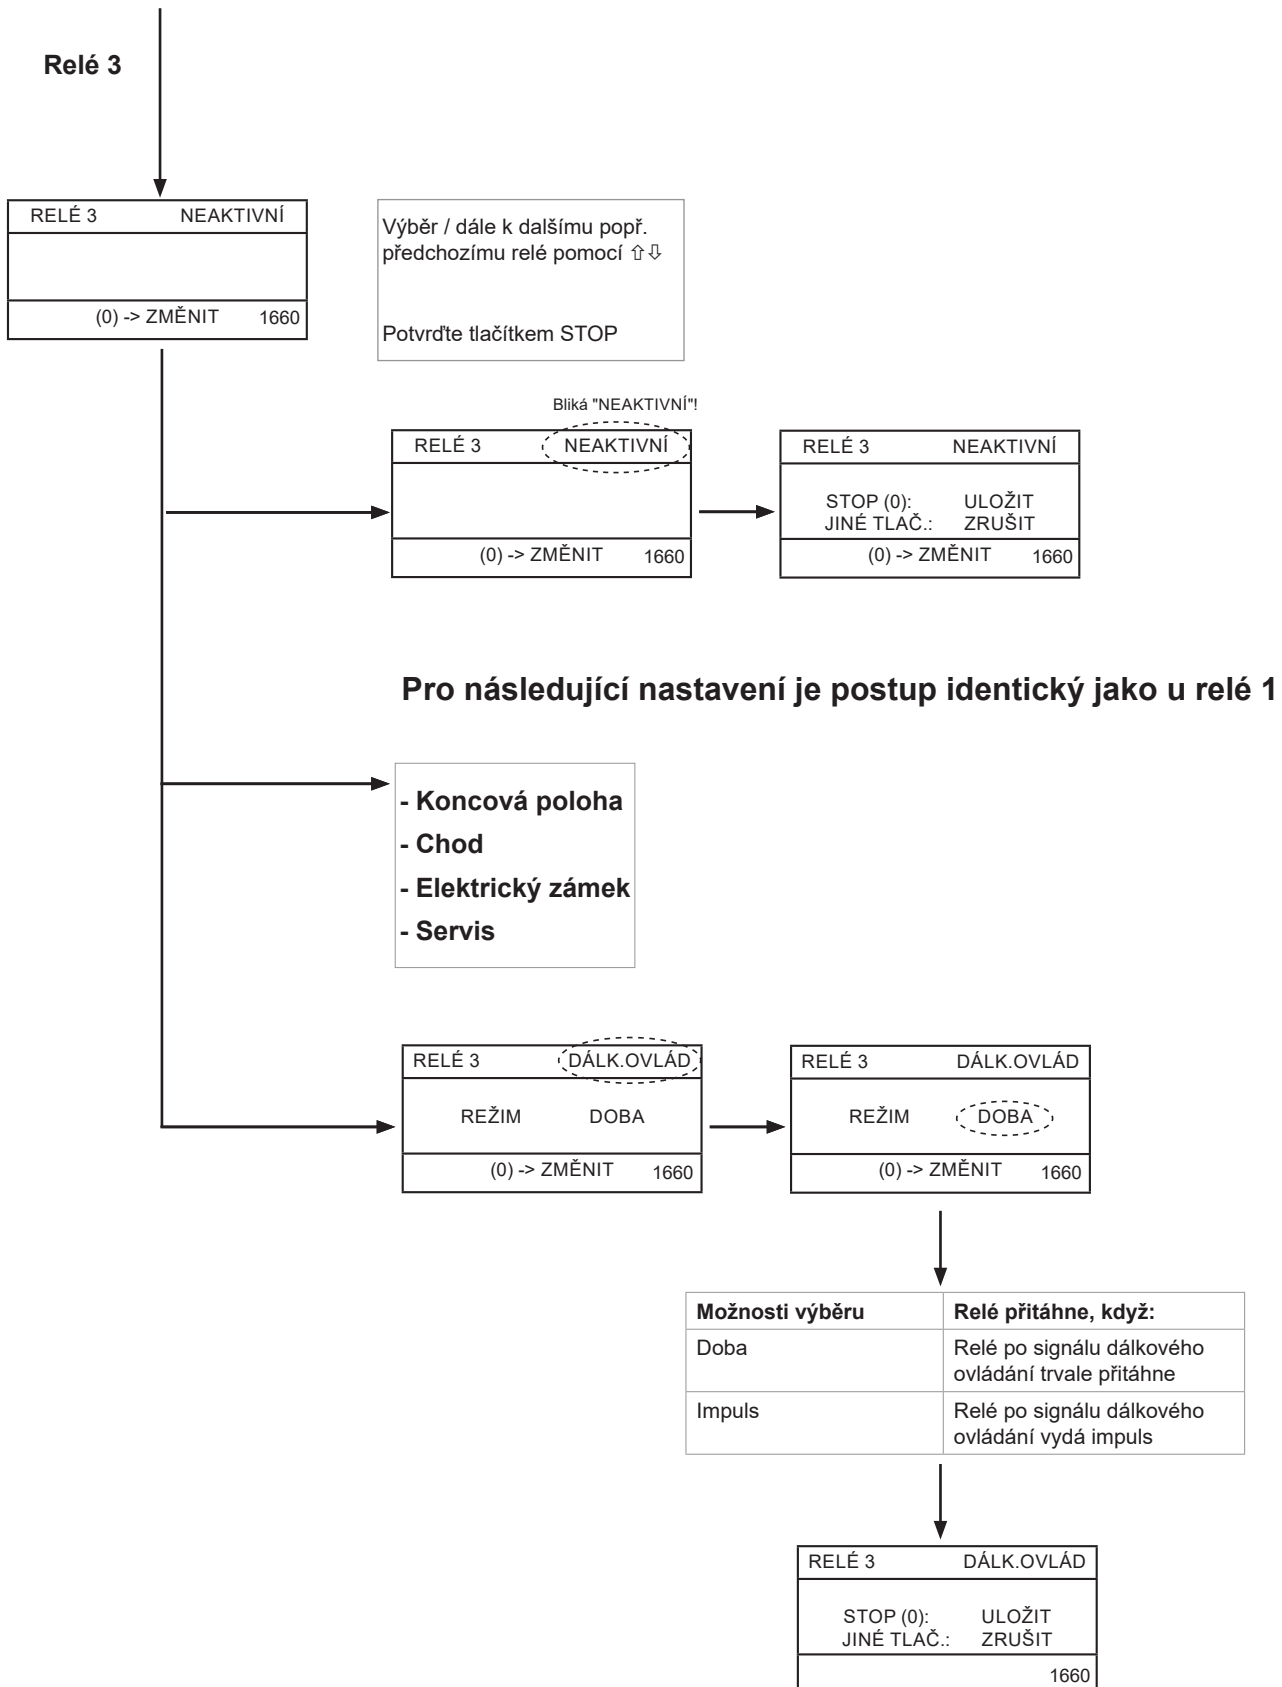 Relé 3
RELÉ 3 NEAKTIVNÍ
(0) -> ZMĚNIT 1660
Výběr / dále k dalšímu popř.
předchozímu relé pomocí ⇧⇩
Potvrďte tlačítkem STOP
Bliká "NEAKTIVNÍ"!
RELÉ 3 NEAKTIVNÍ
(0) -> ZMĚNIT 1660
RELÉ 3 NEAKTIVNÍ
STOP (0): ULOŽIT
JINÉ TLAČ.: ZRUŠIT
(0) -> ZMĚNIT 1660
Pro následující nastavení je postup identický jako u relé 1
- Koncová poloha
- Chod
- Elektrický zámek
- Servis
RELÉ 3 DÁLK.OVLÁD
REŽIM DOBA
(0) -> ZMĚNIT 1660
RELÉ 3 DÁLK.OVLÁD
REŽIM DOBA
(0) -> ZMĚNIT 1660
Možnosti výběru Relé přitáhne, když:
Doba Relé po signálu dálkového
ovládání trvale přitáhne
Impuls Relé po signálu dálkového
ovládání vydá impuls
RELÉ 3 DÁLK.OVLÁD
STOP (0): ULOŽIT
JINÉ TLAČ.: ZRUŠIT
1660